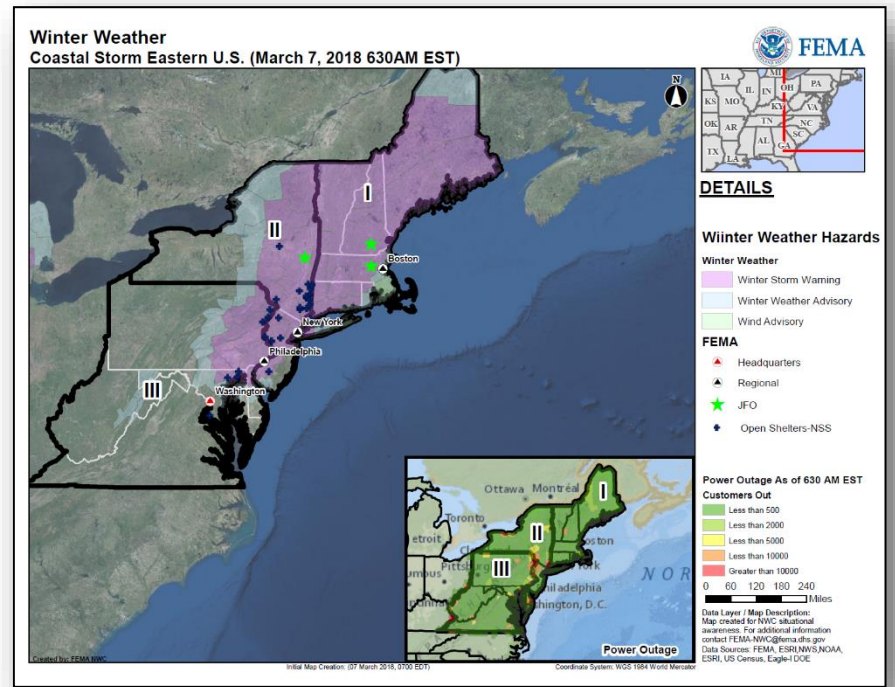 Winter Weather
Coastal Storm Eastern U.S. (March 7, 2018 630AM EST)
FEMA
N
I
II
III
Boston
New York
Philadelphia
Washington
IA
IL
IN
MI
OH
PA
KS
MO
KY
VA
OK
AR
TN
NC
SC
TX
LA
AL
GA
DETAILS
Wiinter Weather Hazards
Winter Weather
Winter Storm Warning
Winter Weather Advisory
Wind Advisory
FEMA
Headquarters
Regional
JFO
Open Shelters-NSS
Power Outage As of 630 AM EST
Customers Out
Less than 500
Less than 2000
Less than 5000
Less than 10000
Greater than 10000
0 60 120 180 240
Miles
Data Layer / Map Description:
Map created for NWC situational
awareness. For additional information
contact FEMA-NWC@fema.dhs.gov
Data Sources: FEMA, ESRI,NWS,NOAA,
ESRI, US Census, Eagle-I DOE
Ottawa Montréal
Toronto
etroit
I
II
III
oston
Pittsburg
York
hiladelphia
hington, D.C.
NOR
Power Outage
Created by: FEMA NWC
Initial Map Creation: (07 March 2018, 0700 EDT)
Coordinate System: WGS 1984 World Mercator